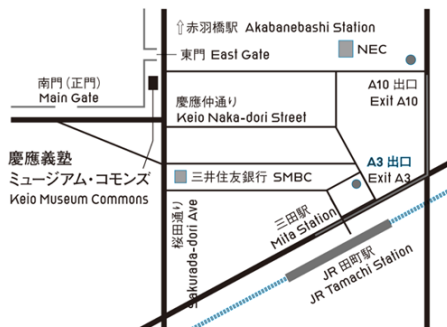 ⇧赤羽橋駅 Akabanebashi Station
東門 East Gate
NEC
南門(正門)
Main Gate
A10 出口
Exit A10
慶應仲通り
Keio Naka-dori Street
慶應義塾
ミュージアム・コモンズ
Keio Museum Commons
A3 出口
Exit A3
三井住友銀行 SMBC
三田駅
Mita Station
桜田通り
Sakurada-dori Ave
JR 田町駅
JR Tamachi Station